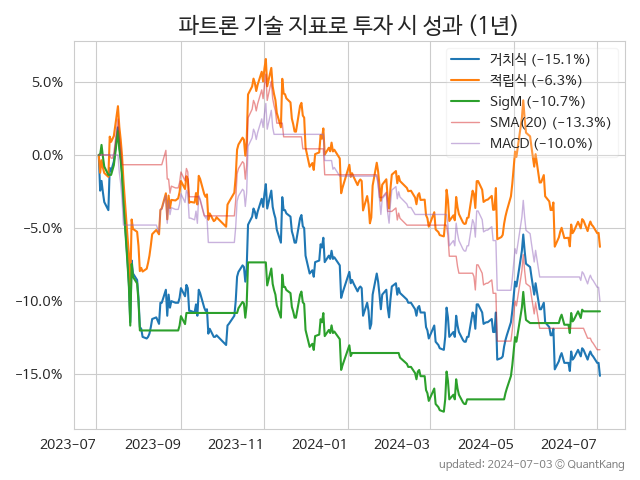 파트론 기술 지표로 투자 시 성과 (1년)
거치식 (−15.1%)
적립식 (−6.3%)
SigM (−10.7%)
SMA(20) (−13.3%)
MACD (−10.0%)
5.0%
0.0%
−5.0%
−10.0%
−15.0%
2023-07 2023-09 2023-11 2024-01 2024-03 2024-05 2024-07
updated: 2024-07-03 © QuantKang